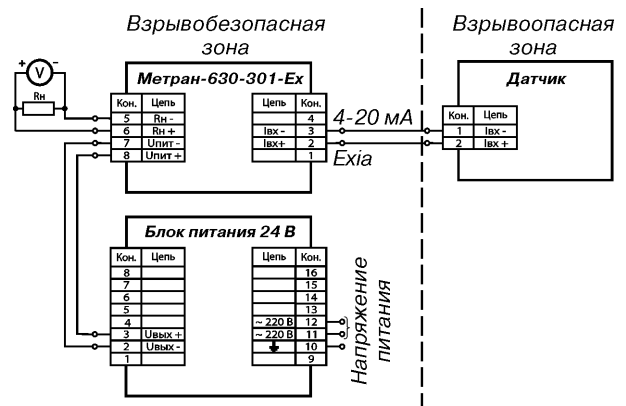 Взрывобезопасная
зона
Взрывоопасная
зона
+ V −
Rн
Метран-630-301-Ex
Кон. Цепь
5 Rн -
6 Rн +
7 Uпит -
8 Uпит +
Цепь Кон.
4
Iвх - 3
Iвх+ 2
1
4-20 мА
Exia
Датчик
Кон. Цепь
1 Iвх -
2 Iвх +
Блок питания 24 В
Кон. Цепь
8
7
6
5
4
3 Uвых +
2 Uвых -
1
Цепь Кон.
16
15
14
13
~ 220 В 12
~ 220 В 11
10
9
Напряжение
питания